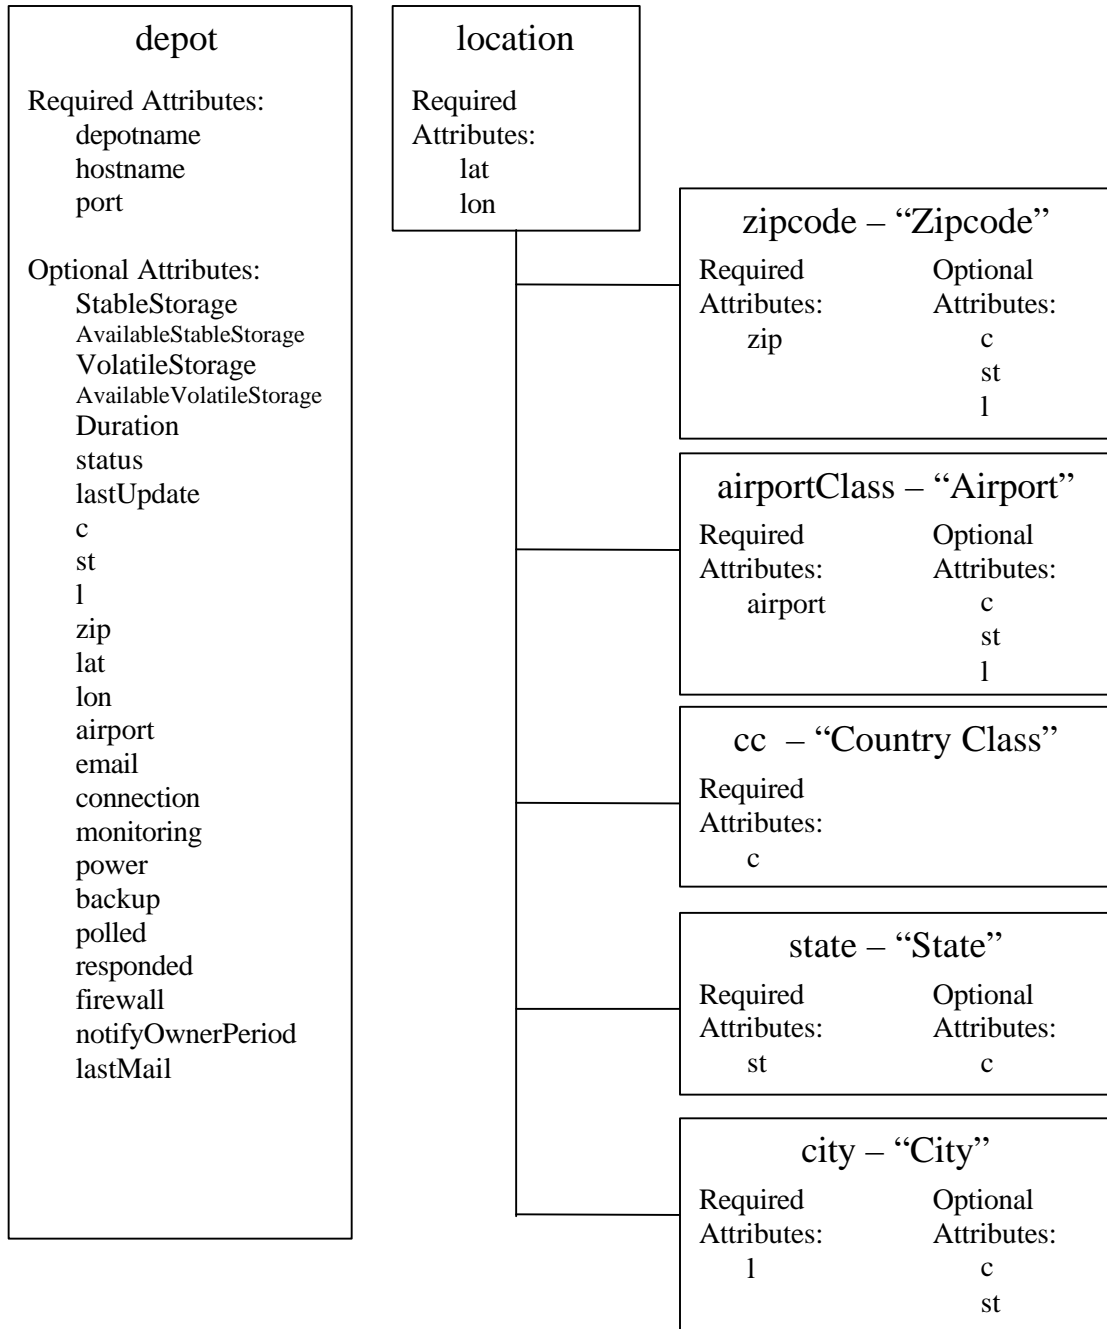 depot
Required Attributes:
depotname
hostname
port
Optional Attributes:
StableStorage
AvailableStableStorage
VolatileStorage
AvailableVolatileStorage
Duration
status
lastUpdate
c
st
l
zip
lat
lon
airport
email
connection
monitoring
power
backup
polled
responded
firewall
notifyOwnerPeriod
lastMail
location
Required
Attributes:
lat
lon
zipcode – “Zipcode”
Required
Attributes:
zip
Optional
Attributes:
c
st
l
airportClass – “Airport”
Required
Attributes:
airport
Optional
Attributes:
c
st
l
cc – “Country Class”
Required
Attributes:
c
state – “State”
Required
Attributes:
st
Optional
Attributes:
c
city – “City”
Required
Attributes:
l
Optional
Attributes:
c
st